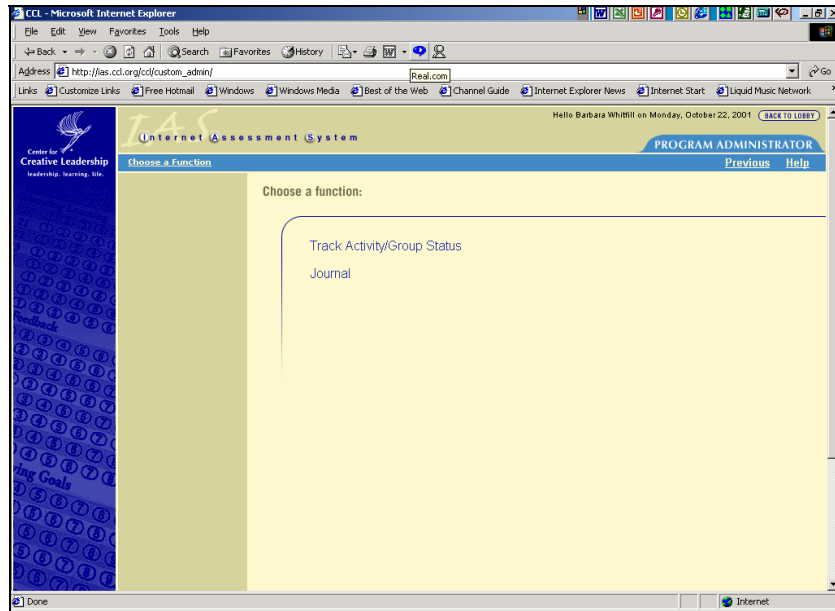 CCL - Microsoft Internet Explorer
File Edit View Favorites Tools Help
Back Search Favorites History
Address http://ias.ccl.org/ccl/custom_admin/ Go
Real.com
Links Customize Links Free Hotmail Windows Windows Media Best of the Web Channel Guide Internet Explorer News Internet Start Liquid Music Network
Hello Barbara Whitfill on Monday, October 22, 2001 BACK TO LOBBY
IAS
Internet Assessment System
PROGRAM ADMINISTRATOR
Center for
Creative Leadership
leadership. learning. life.
Choose a Function Previous Help
Choose a function:
Track Activity/Group Status
Journal
Feedback
ving Goals
Done Internet